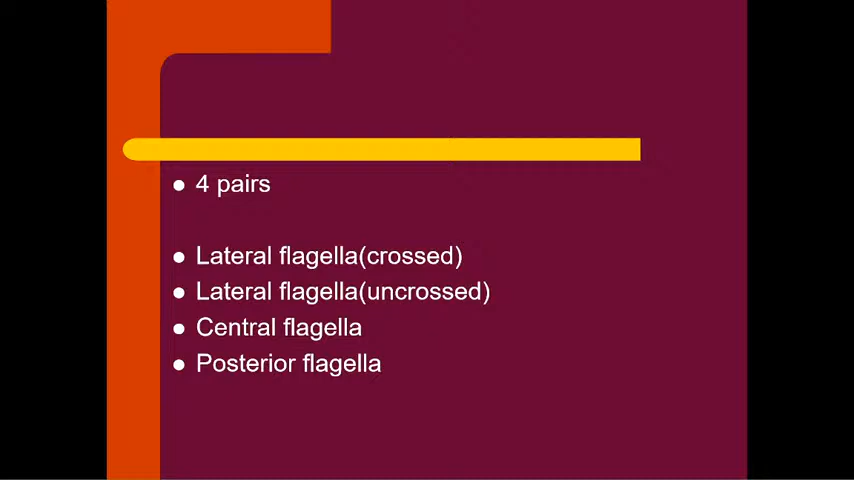 4 pairs
Lateral flagella(crossed)
Lateral flagella(uncrossed)
Central flagella
Posterior flagella